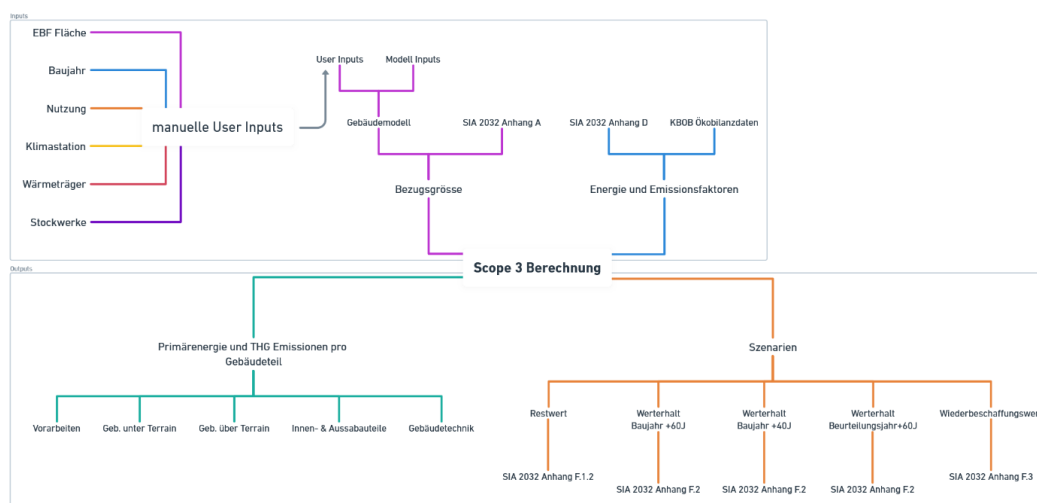 Inputs
EBF Fläche
Baujahr
Nutzung
Klimastation
Wärmeträger
Stockwerke
manuelle User Inputs
User Inputs
Modell Inputs
Gebäudemodell
SIA 2032 Anhang A
SIA 2032 Anhang D
KBOB Ökobilanzdaten
Bezugsgrösse
Energie und Emissionsfaktoren
Scope 3 Berechnung
Outputs
Primärenergie und THG Emissionen pro
Gebäudeteil
Szenarien
Vorarbeiten
Geb. unter Terrain
Geb. über Terrain
Innen- & Aussabauteile
Gebäudetechnik
Restwert
Werterhalt
Baujahr +60J
Werterhalt
Baujahr +40J
Werterhalt
Beurteilungsjahr+60J
Wiederbeschaffungswer
SIA 2032 Anhang F.1.2
SIA 2032 Anhang F.2
SIA 2032 Anhang F.2
SIA 2032 Anhang F.2
SIA 2032 Anhang F.3